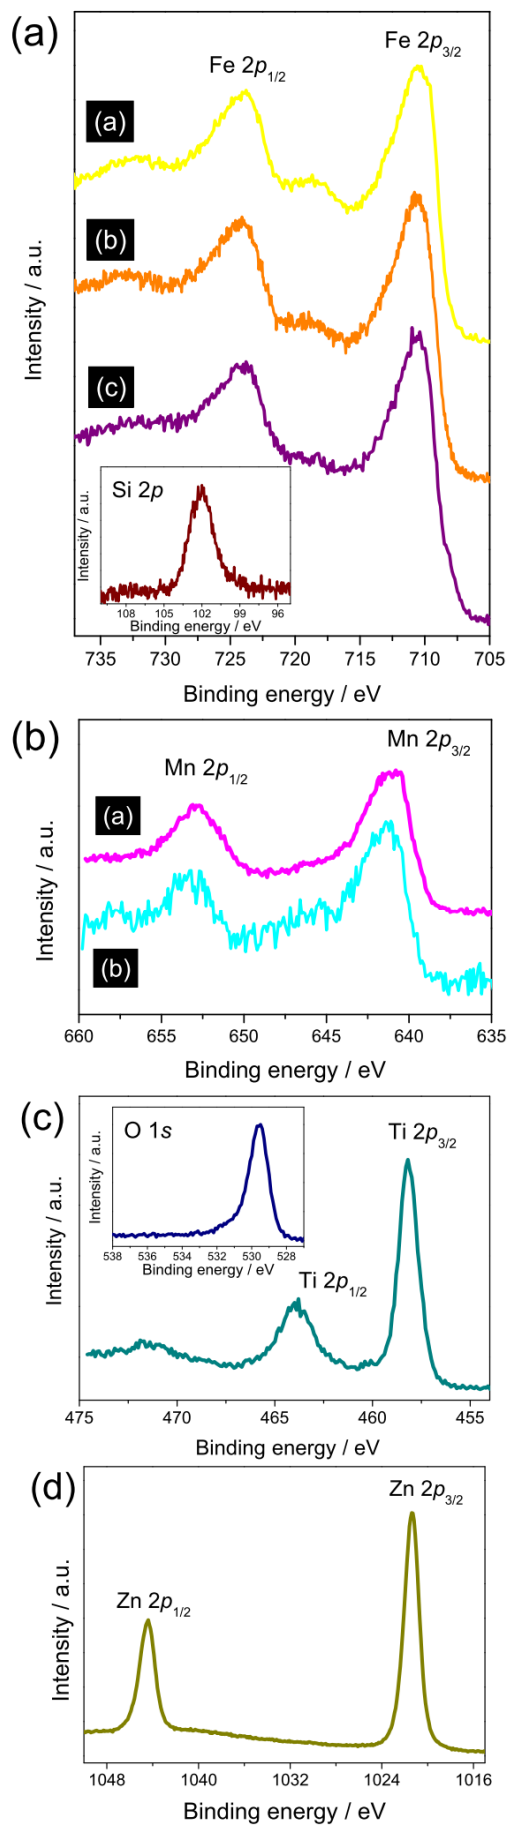 (a)
Fe 2p3/2
Fe 2p1/2
(a)
(b)
(c)
Intensity / a.u.
Si 2p
Intensity / a.u.
108 105 102 99 96
Binding energy / eV
735 730 725 720 715 710 705
Binding energy / eV
(b)
Mn 2p3/2
Mn 2p1/2
(a)
(b)
Intensity / a.u.
660 655 650 645 640 635
Binding energy / eV
(c)
O 1s
Ti 2p3/2
Intensity / a.u.
538 536 534 532 530 528
Binding energy / eV
Ti 2p1/2
Intensity / a.u.
475 470 465 460 455
Binding energy / eV
(d)
Zn 2p3/2
Zn 2p1/2
Intensity / a.u.
1048 1040 1032 1024 1016
Binding energy / eV